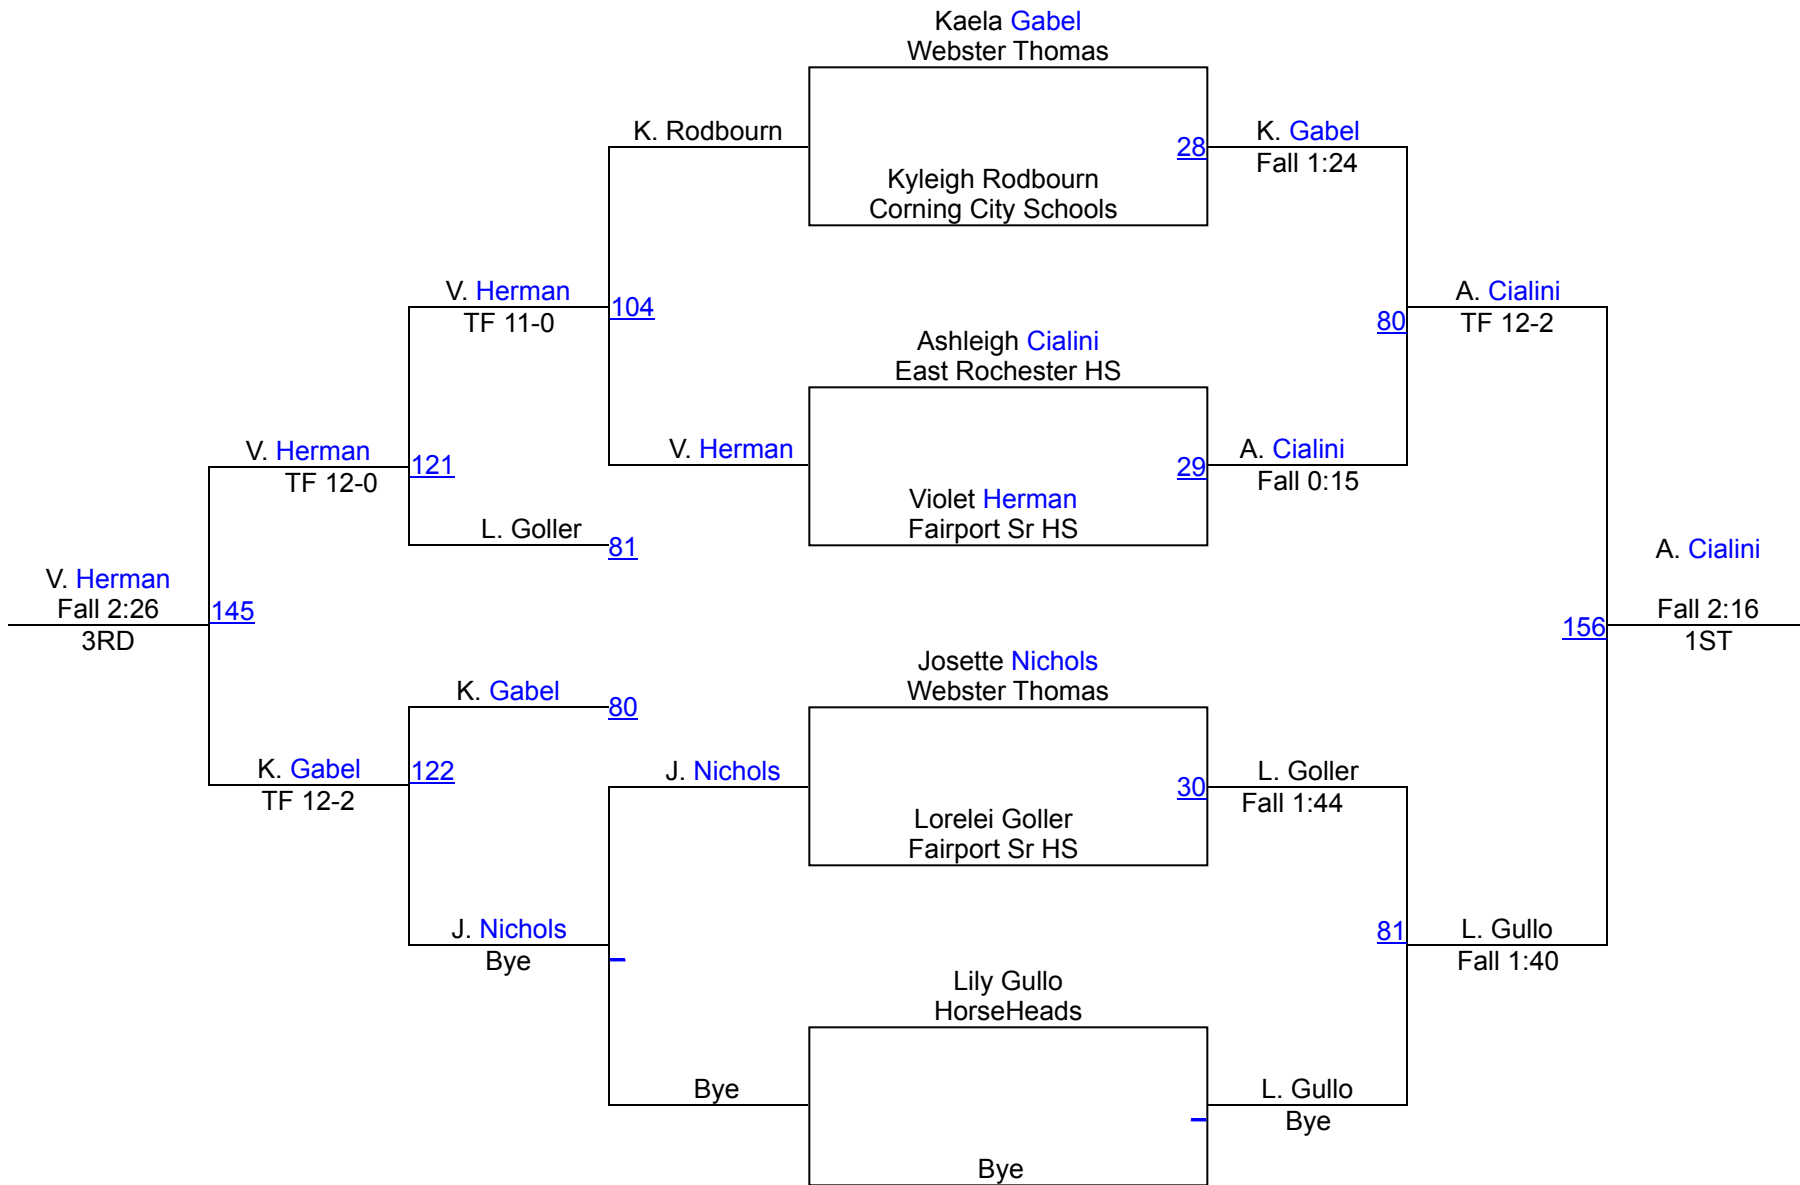 Kaela Gabel
Webster Thomas
K. Rodbourn
28
K. Gabel
Fall 1:24
Kyleigh Rodbourn
Corning City Schools
V. Herman
TF 11-0
104
A. Cialini
TF 12-2
80
Ashleigh Cialini
East Rochester HS
V. Herman
TF 12-0
121
V. Herman
29
A. Cialini
Fall 0:15
Violet Herman
Fairport Sr HS
L. Goller
81
V. Herman
Fall 2:26
3RD
145
A. Cialini
Fall 2:16
1ST
156
Josette Nichols
Webster Thomas
K. Gabel
80
K. Gabel
TF 12-2
122
J. Nichols
30
L. Goller
Fall 1:44
Lorelei Goller
Fairport Sr HS
J. Nichols
Bye
81
L. Gullo
Fall 1:40
Lily Gullo
HorseHeads
Bye
L. Gullo
Bye
Bye